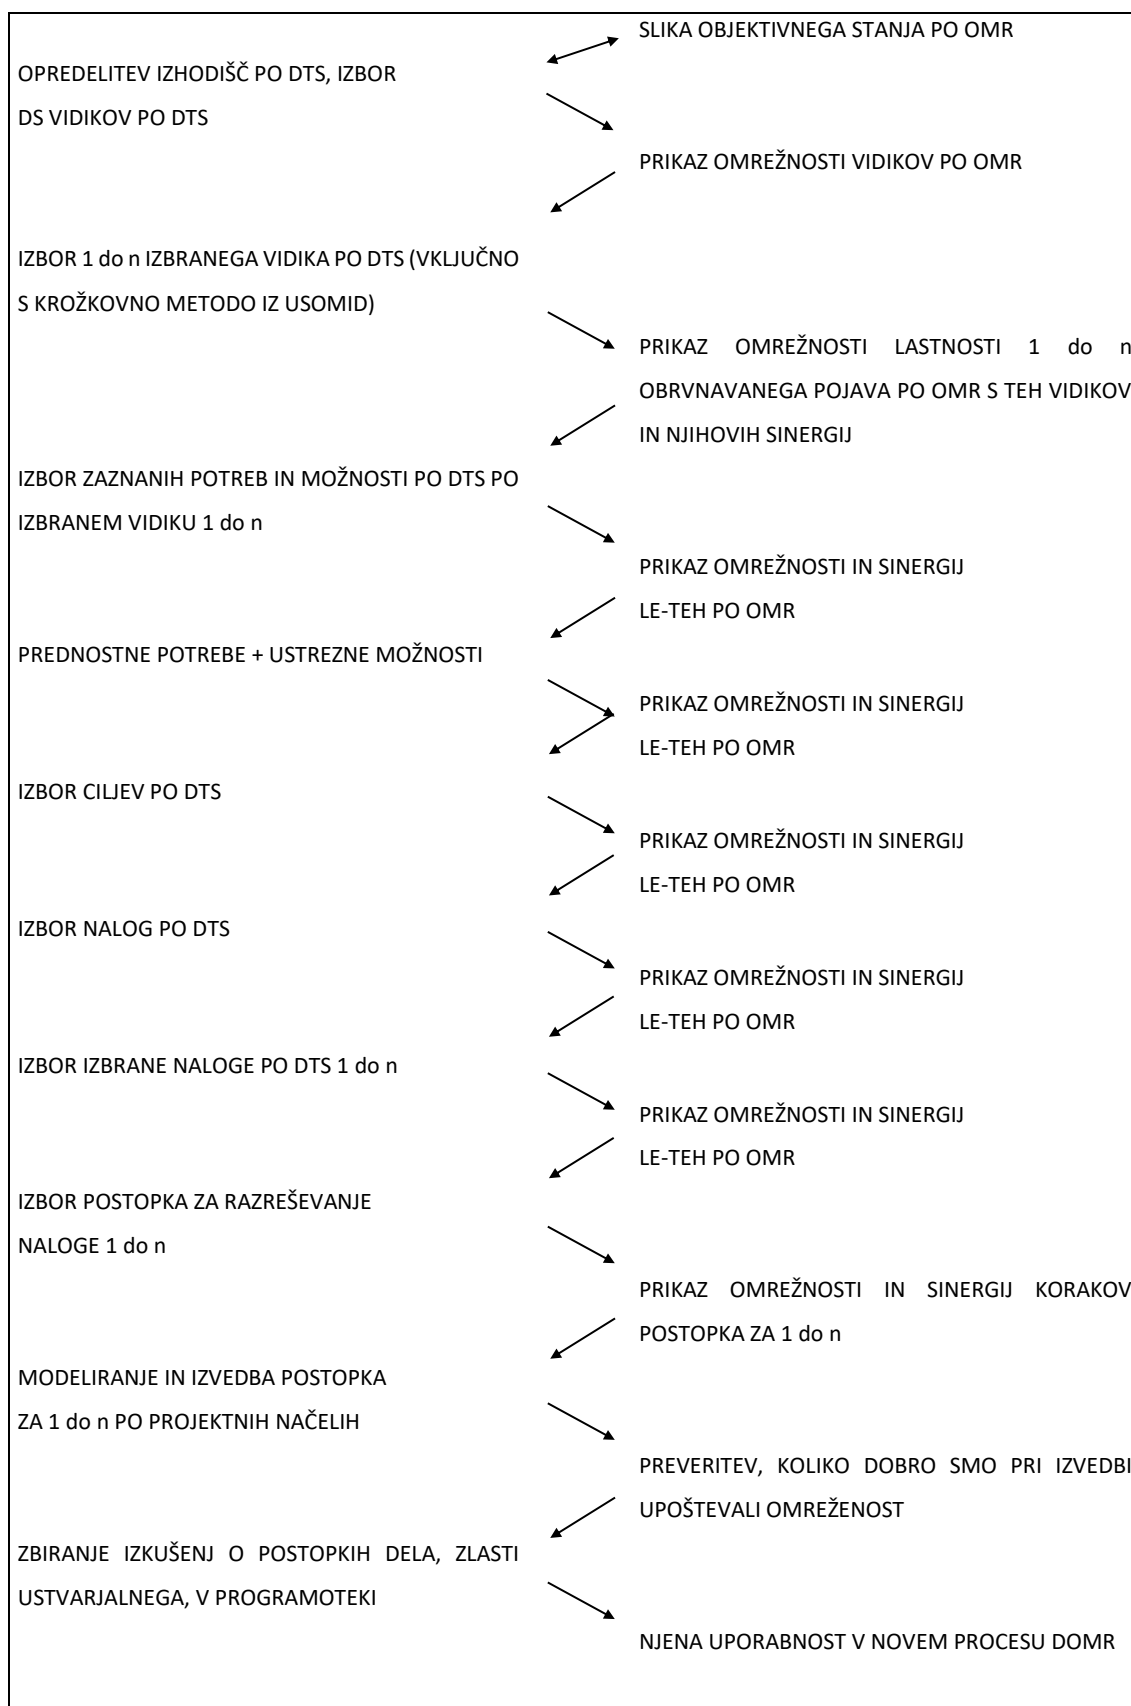 SLIKA OBJEKTIVNEGA STANJA PO OMR
OPREDELITEV IZHODIŠČ PO DTS, IZBOR
DS VIDIKOV PO DTS
PRIKAZ OMREŽNOSTI VIDIKOV PO OMR
IZBOR 1 do n IZBRANEGA VIDIKA PO DTS (VKLJUČNO
S KROŽKOVNO METODO IZ USOMID)
PRIKAZ OMREŽNOSTI LASTNOSTI 1 do n
OBRVNAVANEGA POJAVA PO OMR S TEH VIDIKOV
IN NJIHOVIH SINERGIJ
IZBOR ZAZNANIH POTREB IN MOŽNOSTI PO DTS PO
IZBRANEM VIDIKU 1 do n
PRIKAZ OMREŽNOSTI IN SINERGIJ
LE-TEH PO OMR
PREDNOSTNE POTREBE + USTREZNE MOŽNOSTI
PRIKAZ OMREŽNOSTI IN SINERGIJ
LE-TEH PO OMR
IZBOR CILJEV PO DTS
PRIKAZ OMREŽNOSTI IN SINERGIJ
LE-TEH PO OMR
IZBOR NALOG PO DTS
PRIKAZ OMREŽNOSTI IN SINERGIJ
LE-TEH PO OMR
IZBOR IZBRANE NALOGE PO DTS 1 do n
PRIKAZ OMREŽNOSTI IN SINERGIJ
LE-TEH PO OMR
IZBOR POSTOPKA ZA RAZREŠEVANJE
NALOGE 1 do n
PRIKAZ OMREŽNOSTI IN SINERGIJ KORAKOV
POSTOPKA ZA 1 do n
MODELIRANJE IN IZVEDBA POSTOPKA
ZA 1 do n PO PROJEKTNIH NAČELIH
PREVERITEV, KOLIKO DOBRO SMO PRI IZVEDBI
UPOŠTEVALI OMREŽENOST
ZBIRANJE IZKUŠENJ O POSTOPKIH DELA, ZLASTI
USTVARJALNEGA, V PROGRAMOTEKI
NJENA UPORABNOST V NOVEM PROCESU DOMR